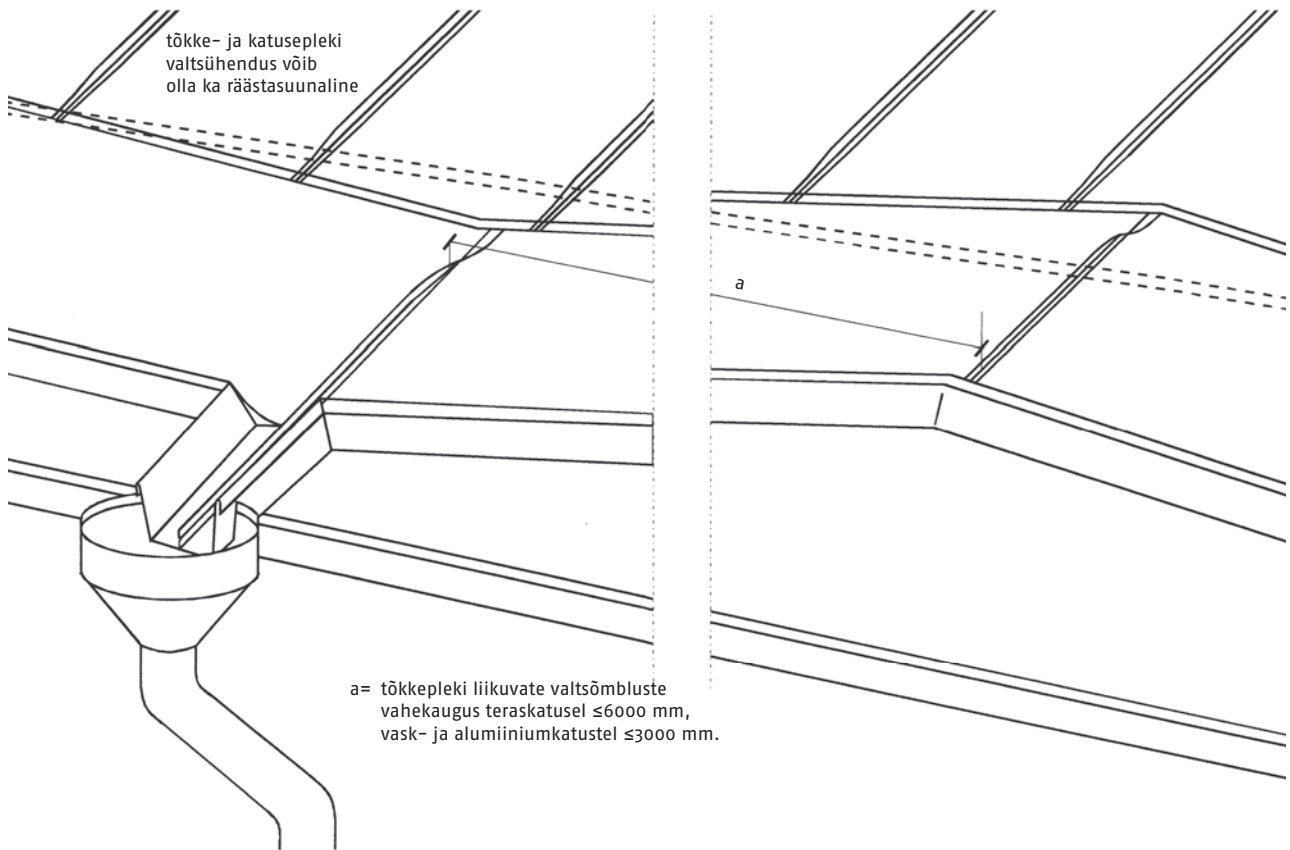 tõkke- ja katusepleki
valtsühendus võib
olla ka räästasuunaline
a
a= tõkkepleki liikuvate valtsõmbluste
vahekaugus teraskatusel ≤6000 mm,
vask- ja alumiiniumkatustel ≤3000 mm.